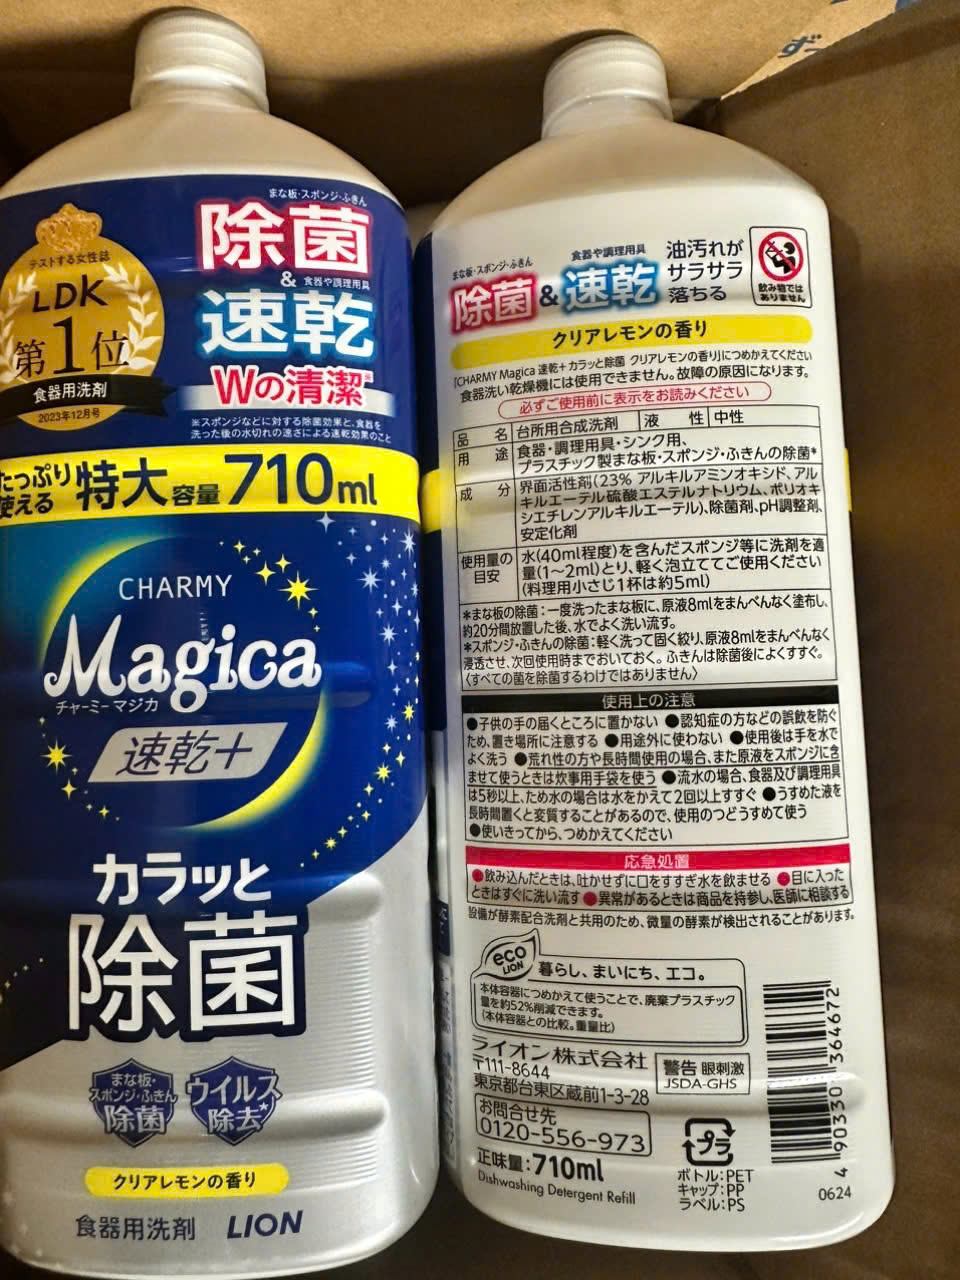 ずっ
まな板・スポンジ・ふきん
除菌
&
食器や調理用具
速乾
Wの清潔※
※スポンジなどに対する除菌効果と、食器を
洗った後の水切れの速さによる速乾効果のこと
テストする女性誌
LDK
第1位
食器用洗剤
2023年12月号
たっぷり
使える
特大容量710ml
CHARMY
Magica
チャーミー マジカ
速乾+
カラッと
除菌
まな板・
スポンジ・ふきん
除菌
ウイルス
除去*
クリアレモンの香り
食器用洗剤 LION
まな板・スポンジ・ふきん
除菌
&
食器や調理用具
速乾
油汚れが
サラサラ
落ちる
飲み物では
ありません
クリアレモンの香り
「CHARMY Magica 速乾+ カラッと除菌 クリアレモンの香り」につめかえてください
食器洗い乾燥機には使用できません。故障の原因になります。
必ずご使用前に表示をお読みください
品名 台所用合成洗剤 液性 中性
用途 食器・調理用具・シンク用、
プラスチック製まな板・スポンジ・ふきんの除菌*
成分 界面活性剤(23% アルキルアミンオキシド、アル
キルエーテル硫酸エステルナトリウム、ポリオキ
シエチレンアルキルエーテル)、除菌剤、pH調整剤、
安定化剤
使用量の
目安
水(40ml程度)を含んだスポンジ等に洗剤を適
量(1~2ml)とり、軽く泡立ててご使用ください
(料理用小さじ1杯は約5ml)
*まな板の除菌:一度洗ったまな板に、原液8mlをまんべんなく塗布し、
約20分間放置した後、水でよく洗い流す。
*スポンジ・ふきんの除菌:軽く洗って固く絞り、原液8mlをまんべんなく
浸透させ、次回使用時までおいておく。ふきんは除菌後によくすすぐ。
〈すべての菌を除菌するわけではありません〉
使用上の注意
●子供の手の届くところに置かない ●認知症の方などの誤飲を防ぐ
ため、置き場所に注意する ●用途外に使わない ●使用後は手を水で
よく洗う ●荒れ性の方や長時間使用の場合、また原液をスポンジに含
ませて使うときは炊事用手袋を使う ●流水の場合、食器及び調理用具
は5秒以上、ため水の場合は水をかえて2回以上すすぐ ●うすめた液を
長時間置くと変質することがあるので、使用のつどうすめて使う
●使いきってから、つめかえてください
応急処置
●飲み込んだときは、吐かせずに口をすすぎ水を飲ませる ●目に入った
ときはすぐに洗い流す ●異常があるときは商品を持参し、医師に相談する
設備が酵素配合洗剤と共用のため、微量の酵素が検出されることがあります。
eco
LION
暮らし、まいにち、エコ。
本体容器につめかえて使うことで、廃棄プラスチック
量を約52%削減できます。
(本体容器との比較。重量比)
ライオン株式会社
〒111-8644
東京都台東区蔵前1-3-28
警告 眼刺激
JSDA-GHS
お問合せ先
0120-556-973
正味量:710ml
Dishwashing Detergent Refill
プラ
ボトル:PET
キャップ:PP
ラベル:PS
4 903301 364672
0624